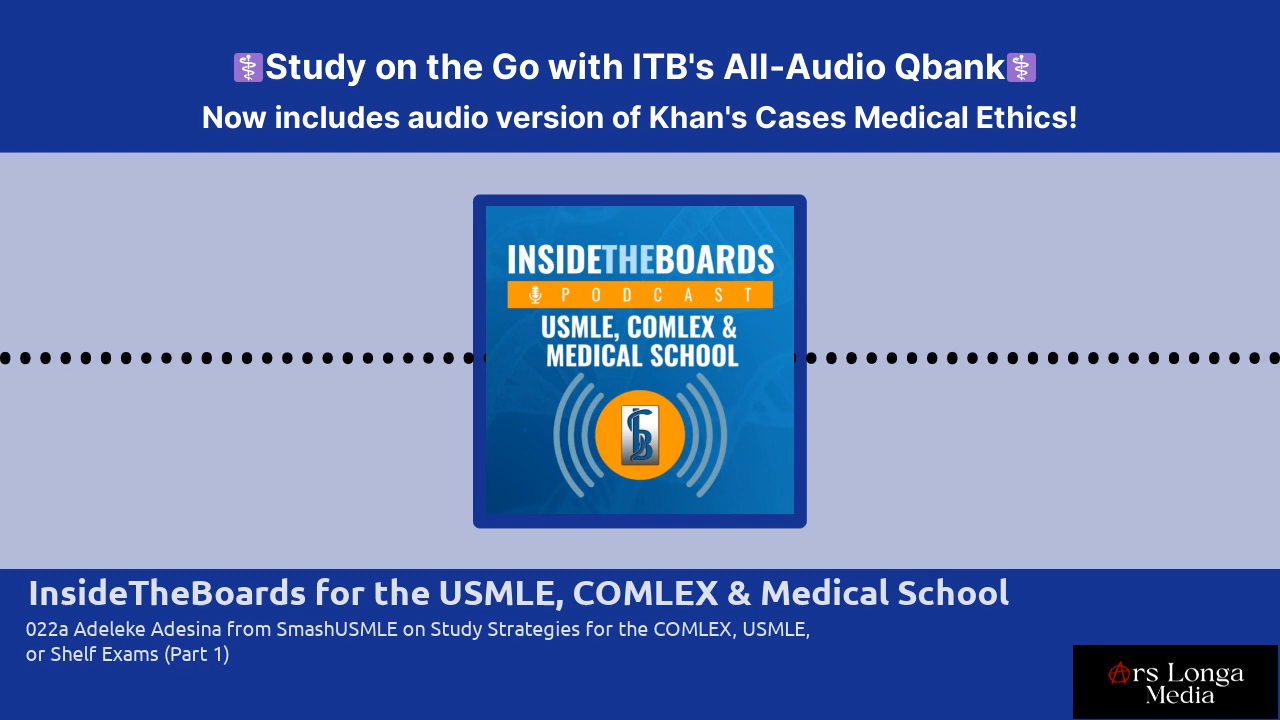 ⚕️Study on the Go with ITB's All-Audio Qbank⚕️
Now includes audio version of Khan's Cases Medical Ethics!
INSIDETHEBOARDS
PODCAST
USMLE, COMLEX &
MEDICAL SCHOOL
InsideTheBoards for the USMLE, COMLEX & Medical School
022a Adeleke Adesina from SmashUSMLE on Study Strategies for the COMLEX, USMLE,
or Shelf Exams (Part 1)
Ars Longa
Media